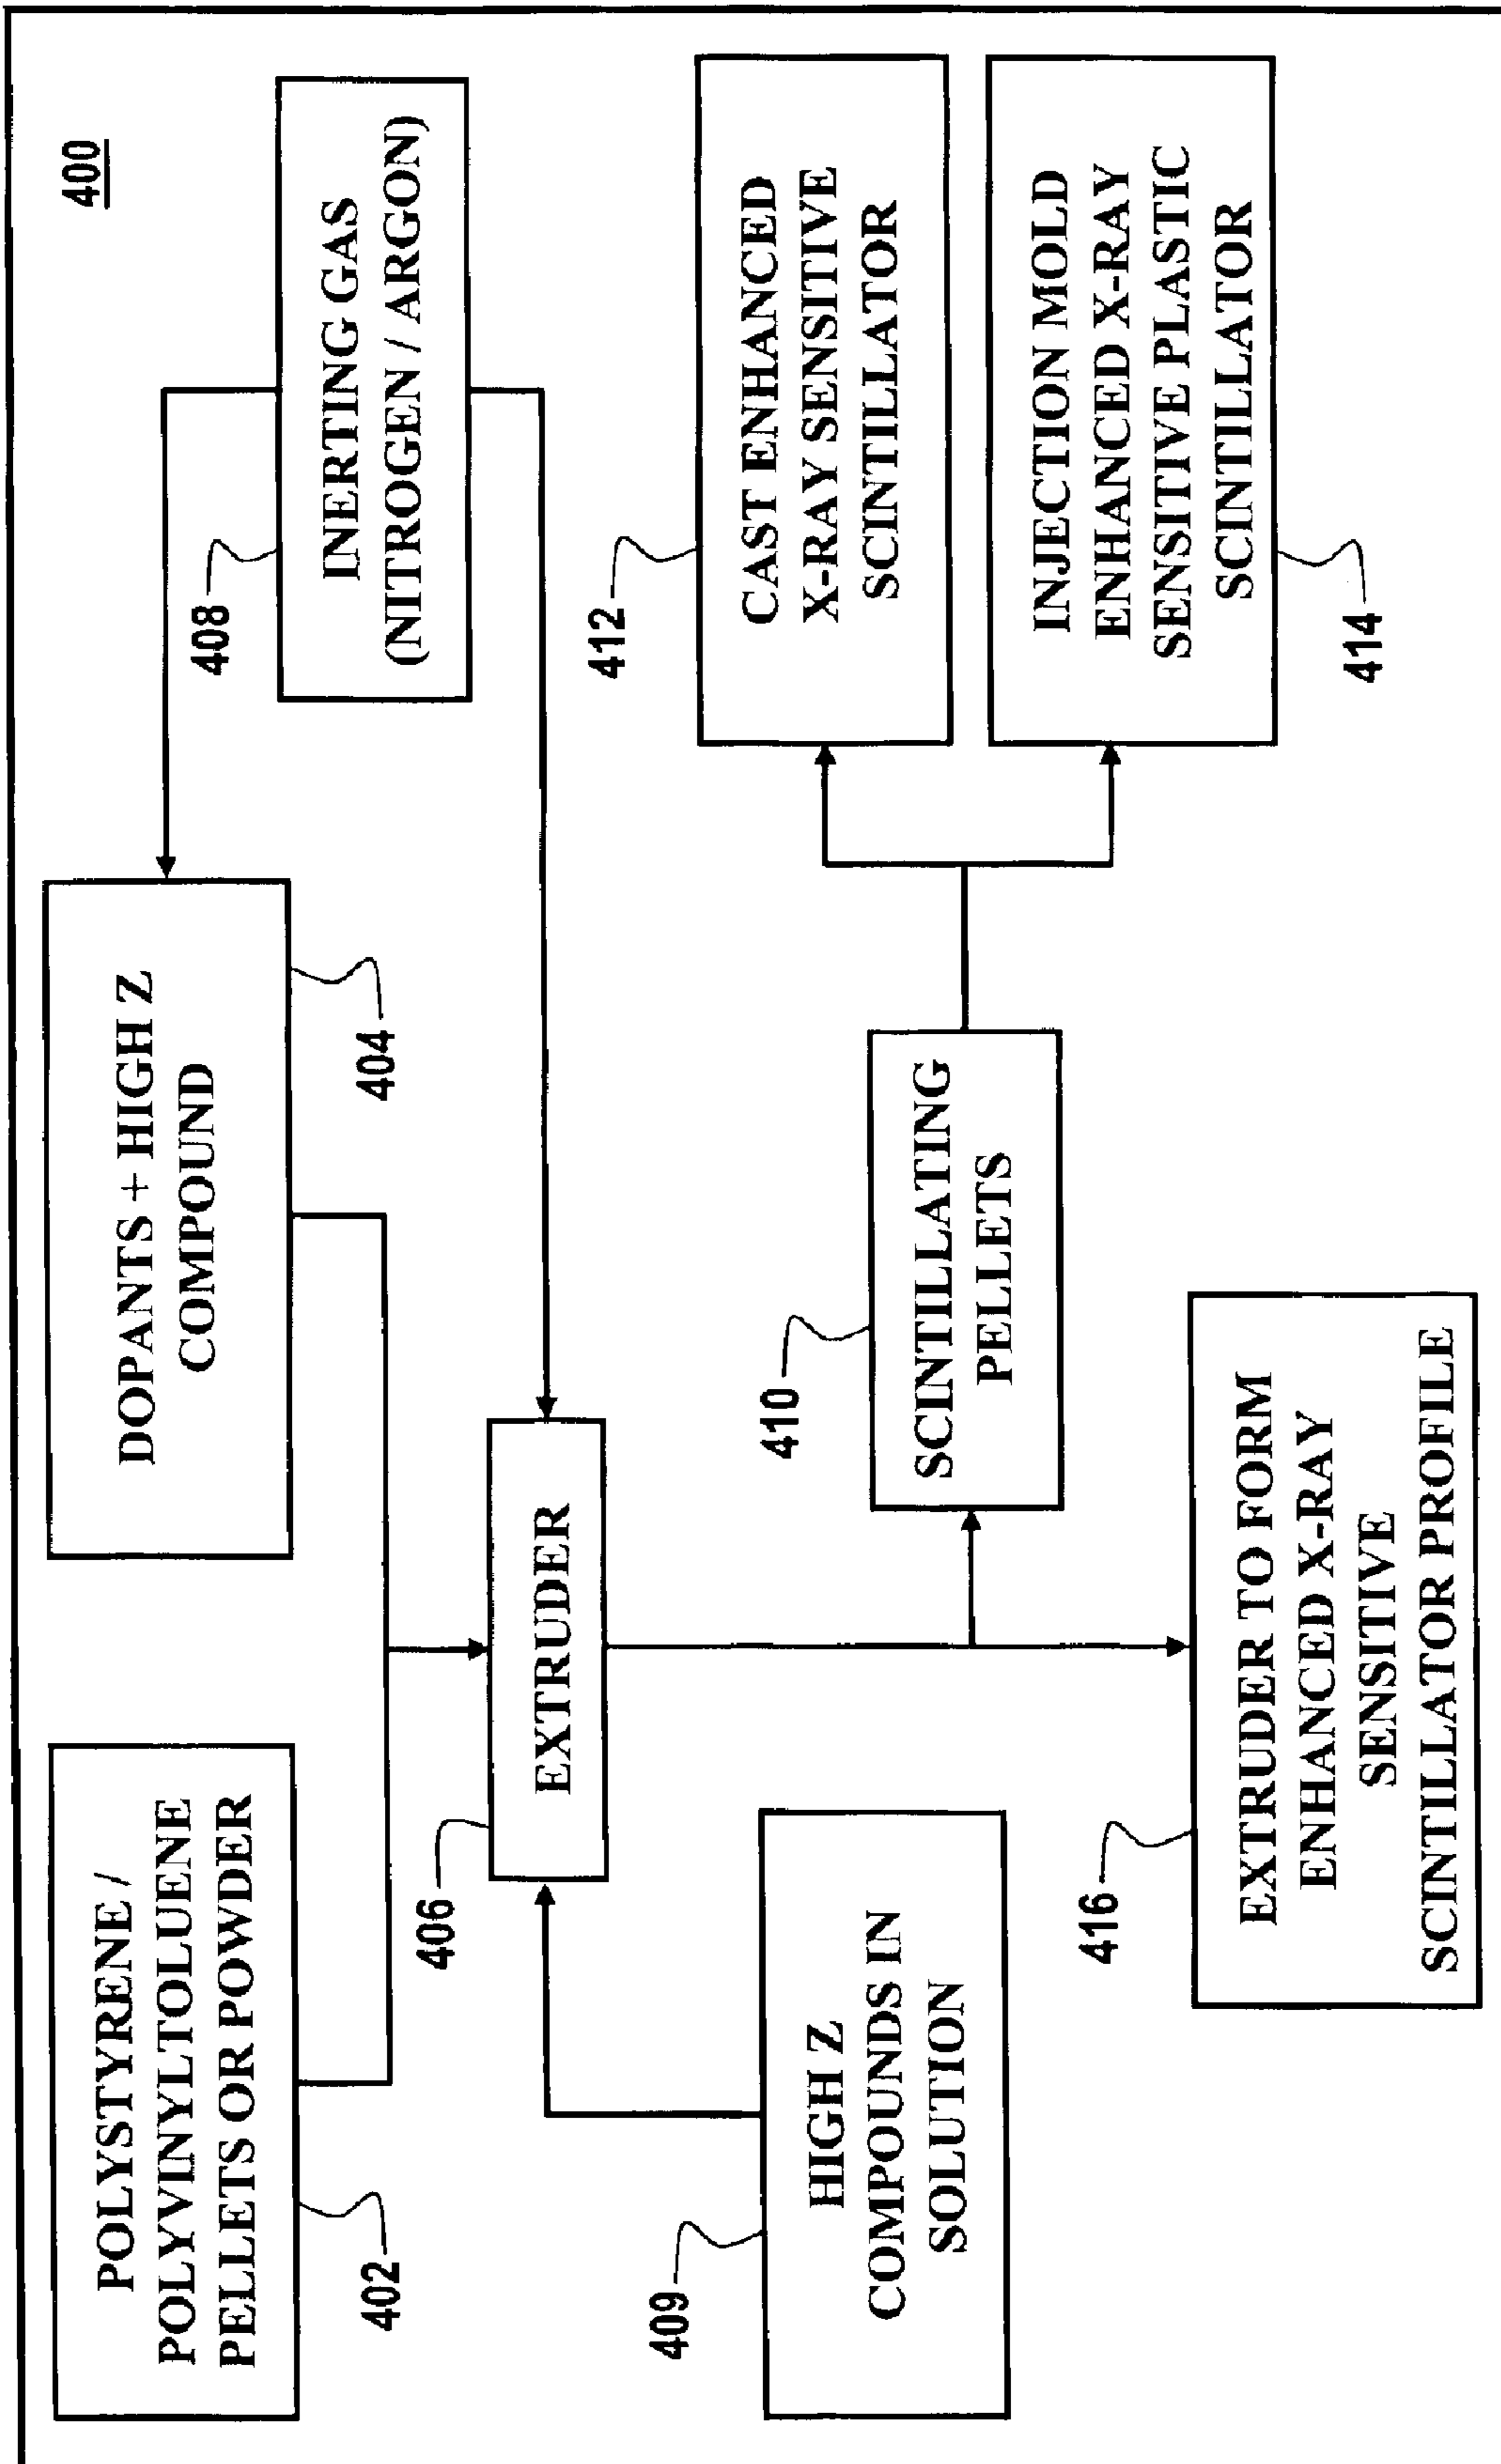 400
POLYSTYRENE /
POLYVINYLTOLUENE
PELLETS OR POWDER
402
DOPANTS + HIGH Z
COMPOUND
404
INERTING GAS
(NITROGEN / ARGON)
408
406
EXTRUDER
409
HIGH Z
COMPOUNDS IN
SOLUTION
410
SCINTILLATING
PELLETS
412
CAST ENHANCED
X-RAY SENSITIVE
SCINTILLATOR
INJECTION MOLD
ENHANCED X-RAY
SENSITIVE PLASTIC
SCINTILLATOR
414
416
EXTRUDER TO FORM
ENHANCED X-RAY
SENSITIVE
SCINTILLATOR PROFILE